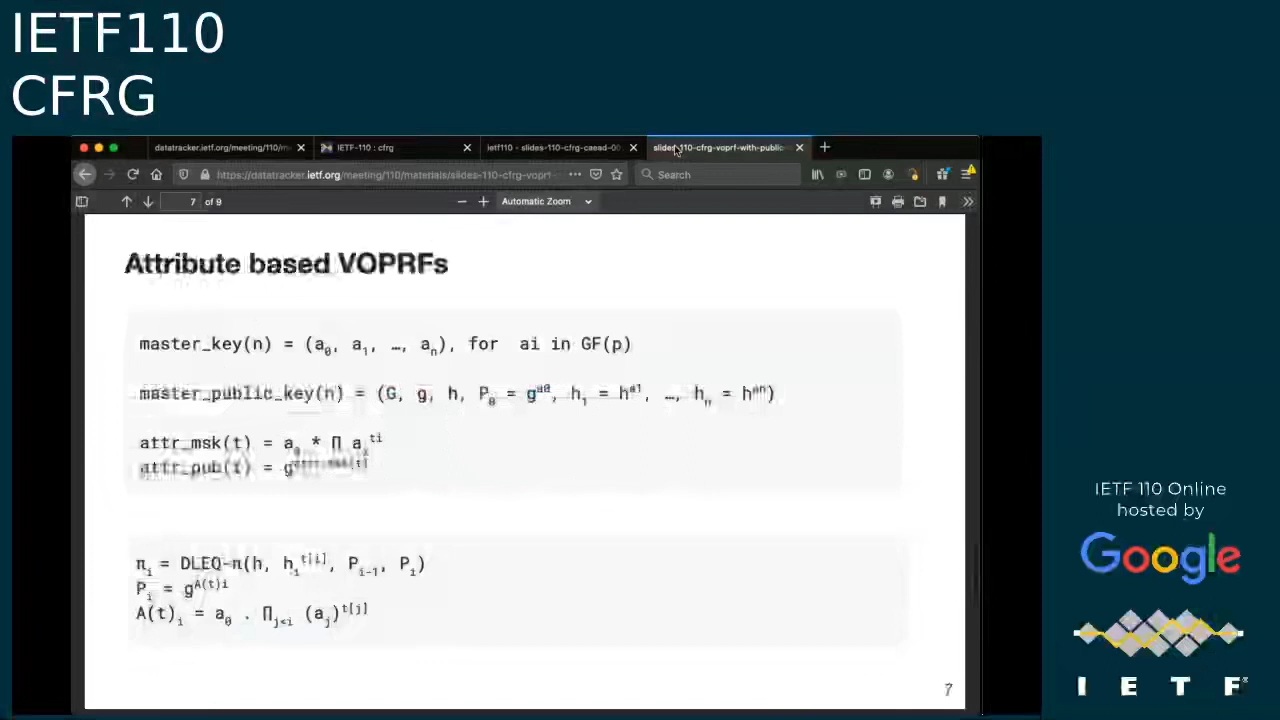 IETF110
CFRG
datatracker.ietf.org/meeting/110/m
IETF-110 : cfrg
ietf110 - slides-110-cfrg-caead-00
slides-110-cfrg-voprf-with-public-
https://datatracker.ietf.org/meeting/110/materials/slides-110-cfrg-voprf-
Search
7 of 9
Automatic Zoom
Attribute based VOPRFs
master_key(n) = (a₀, a₁, …, aₙ), for ai in GF(p)
master_public_key(n) = (G, g, h, P₀ = g^a0, h₁ = h^a1, …, hₙ = h^an)
attr_msk(t) = a₀ * ∏ aᵢ^ti
attr_pub(t) = g^attr_msk(t)
πᵢ = DLEQ-π(h, hᵢ^t[i], Pᵢ₋₁, Pᵢ)
Pᵢ = g^A(t)i
A(t)ᵢ = a₀ . ∏j<i (aⱼ)^t[j]
7
IETF 110 Online
hosted by
Google
I E T F